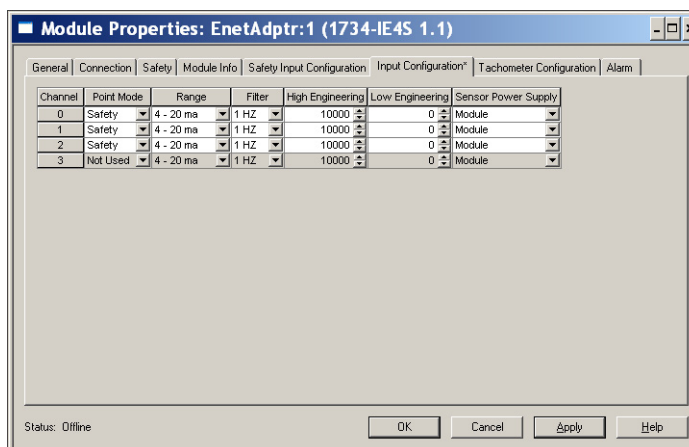 Module Properties: EnetAdptr:1 (1734-IE4S 1.1)
General Connection Safety Module Info Safety Input Configuration Input Configuration* Tachometer Configuration Alarm
Channel Point Mode Range Filter High Engineering Low Engineering Sensor Power Supply
0 Safety 4 - 20 ma 1 HZ 10000 0 Module
1 Safety 4 - 20 ma 1 HZ 10000 0 Module
2 Safety 4 - 20 ma 1 HZ 10000 0 Module
3 Not Used 4 - 20 ma 1 HZ 10000 0 Module
Status: Offline OK Cancel Apply Help